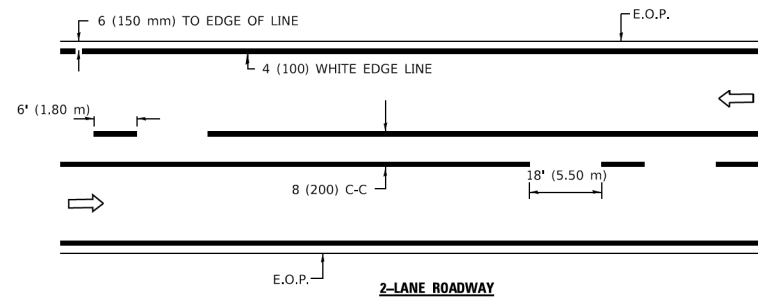 6 (150 mm) TO EDGE OF LINE
E.O.P.
4 (100) WHITE EDGE LINE
6' (1.80 m)
8 (200) C-C
18' (5.50 m)
E.O.P.
2-LANE ROADWAY